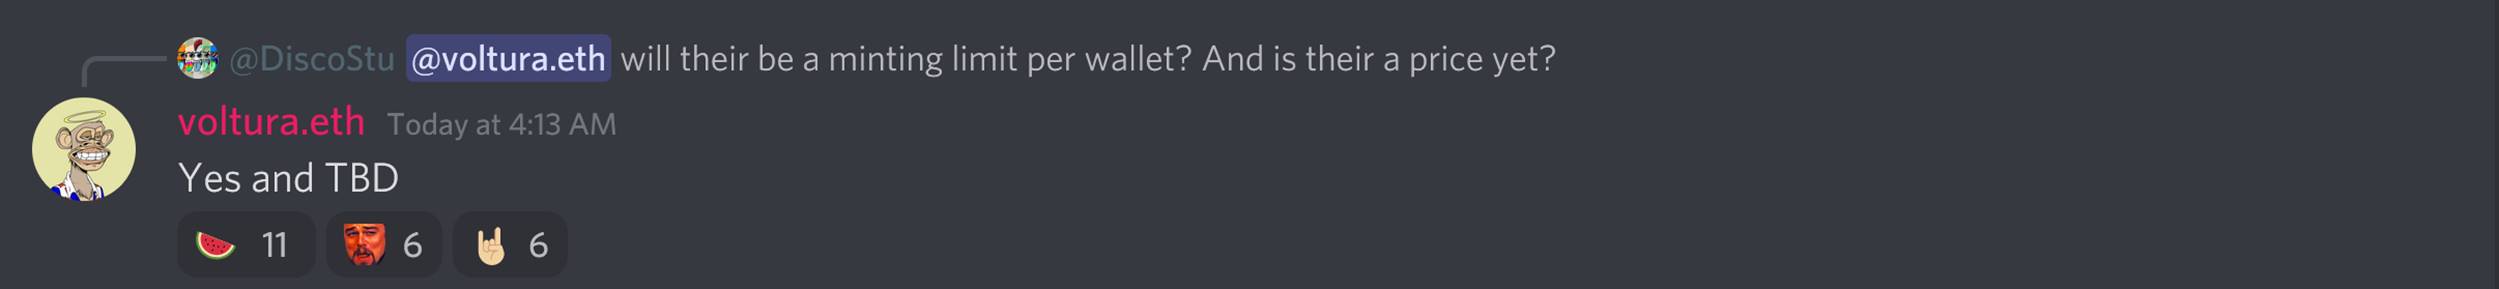 @DiscoStu @voltura.eth will their be a minting limit per wallet? And is their a price yet?
voltura.eth Today at 4:13 AM
Yes and TBD
11 6 6